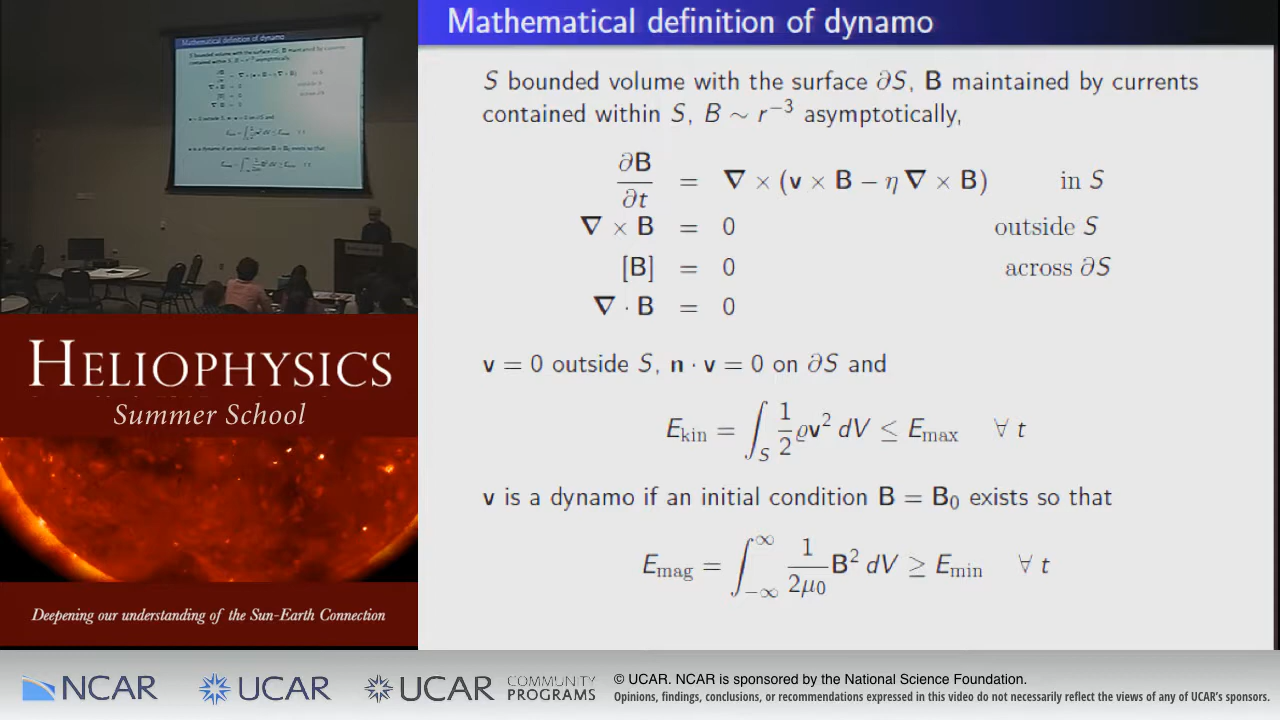 Mathematical definition of dynamo
S bounded volume with the surface ∂S, B maintained by currents
contained within S, B ∼ r⁻³ asymptotically,
∂B/∂t = ∇ × (v × B − η ∇ × B) in S
∇ × B = 0 outside S
[B] = 0 across ∂S
∇ · B = 0
v = 0 outside S, n · v = 0 on ∂S and
E_kin = ∫_S 1/2 ϱv² dV ≤ E_max ∀ t
v is a dynamo if an initial condition B = B₀ exists so that
E_mag = ∫_{−∞}^{∞} 1/(2μ₀) B² dV ≥ E_min ∀ t
HELIOPHYSICS
Summer School
Deepening our understanding of the Sun-Earth Connection
NCAR
UCAR
UCAR COMMUNITY PROGRAMS
© UCAR. NCAR is sponsored by the National Science Foundation.
Opinions, findings, conclusions, or recommendations expressed in this video do not necessarily reflect the views of any of UCAR's sponsors.